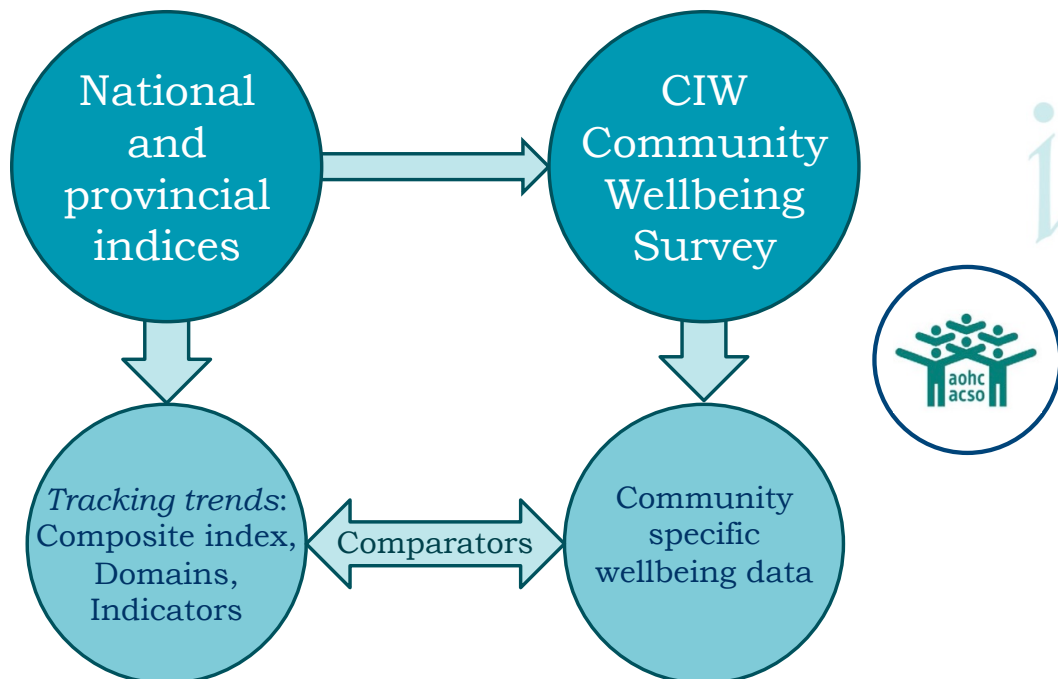 National
and
provincial
indices
CIW
Community
Wellbeing
Survey
i
aohc
acso
Tracking trends:
Composite index,
Domains,
Indicators
Comparators
Community
specific
wellbeing data